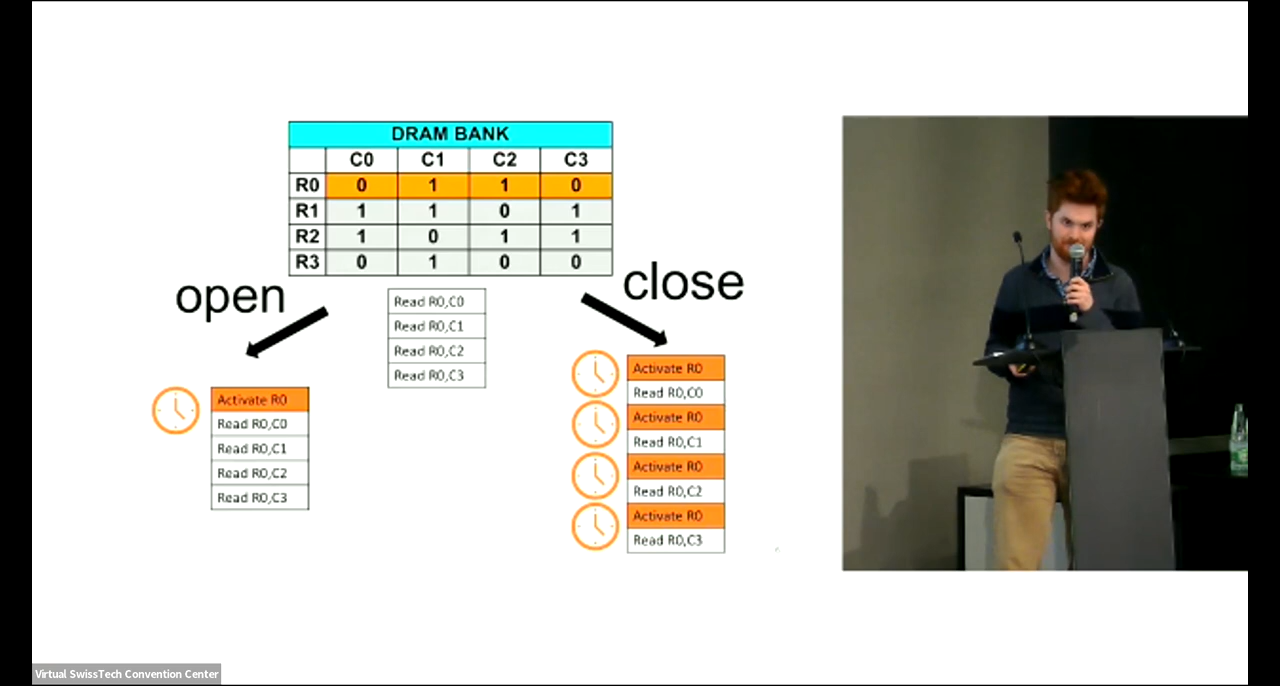 DRAM BANK
C0 C1 C2 C3
R0 0 1 1 0
R1 1 1 0 1
R2 1 0 1 1
R3 0 1 0 0
open
close
Read R0,C0
Read R0,C1
Read R0,C2
Read R0,C3
Activate R0
Read R0,C0
Read R0,C1
Read R0,C2
Read R0,C3
Activate R0
Read R0,C0
Activate R0
Read R0,C1
Activate R0
Read R0,C2
Activate R0
Read R0,C3
Virtual SwissTech Convention Center